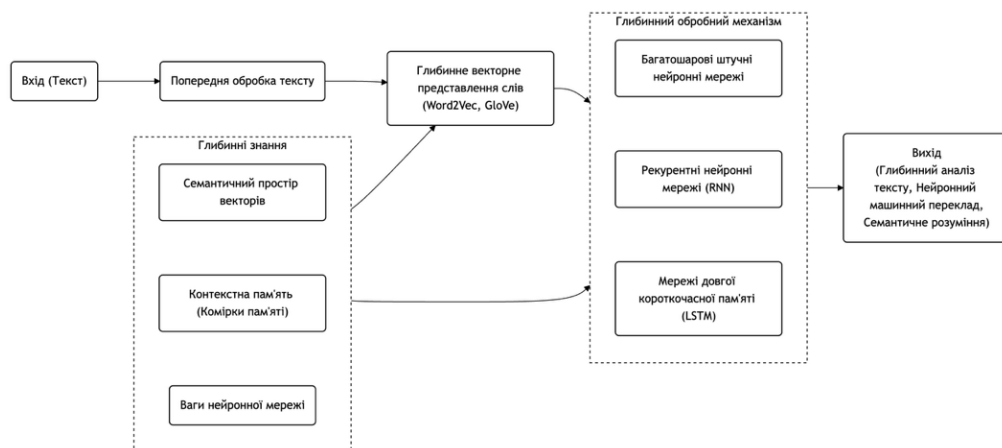 Вхід (Текст)
Попередня обробка тексту
Глибинне векторне
представлення слів
(Word2Vec, GloVe)
Глибинні знання
Семантичний простір
векторів
Контекстна пам'ять
(Комірки пам'яті)
Ваги нейронної мережі
Глибинний обробний механізм
Багатошарові штучні
нейронні мережі
Рекурентні нейронні
мережі (RNN)
Мережі довгої
короткочасної пам'яті
(LSTM)
Вихід
(Глибинний аналіз
тексту, Нейронний
машинний переклад,
Семантичне розуміння)